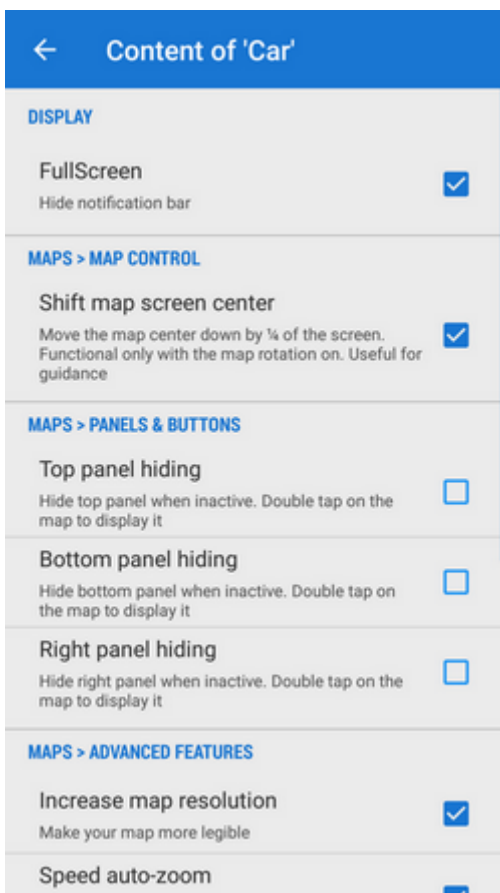 Content of 'Car'
DISPLAY
FullScreen
Hide notification bar
MAPS > MAP CONTROL
Shift map screen center
Move the map center down by ¼ of the screen.
Functional only with the map rotation on. Useful for
guidance
MAPS > PANELS & BUTTONS
Top panel hiding
Hide top panel when inactive. Double tap on the
map to display it
Bottom panel hiding
Hide bottom panel when inactive. Double tap on
the map to display it
Right panel hiding
Hide right panel when inactive. Double tap on the
map to display it
MAPS > ADVANCED FEATURES
Increase map resolution
Make your map more legible
Speed auto-zoom